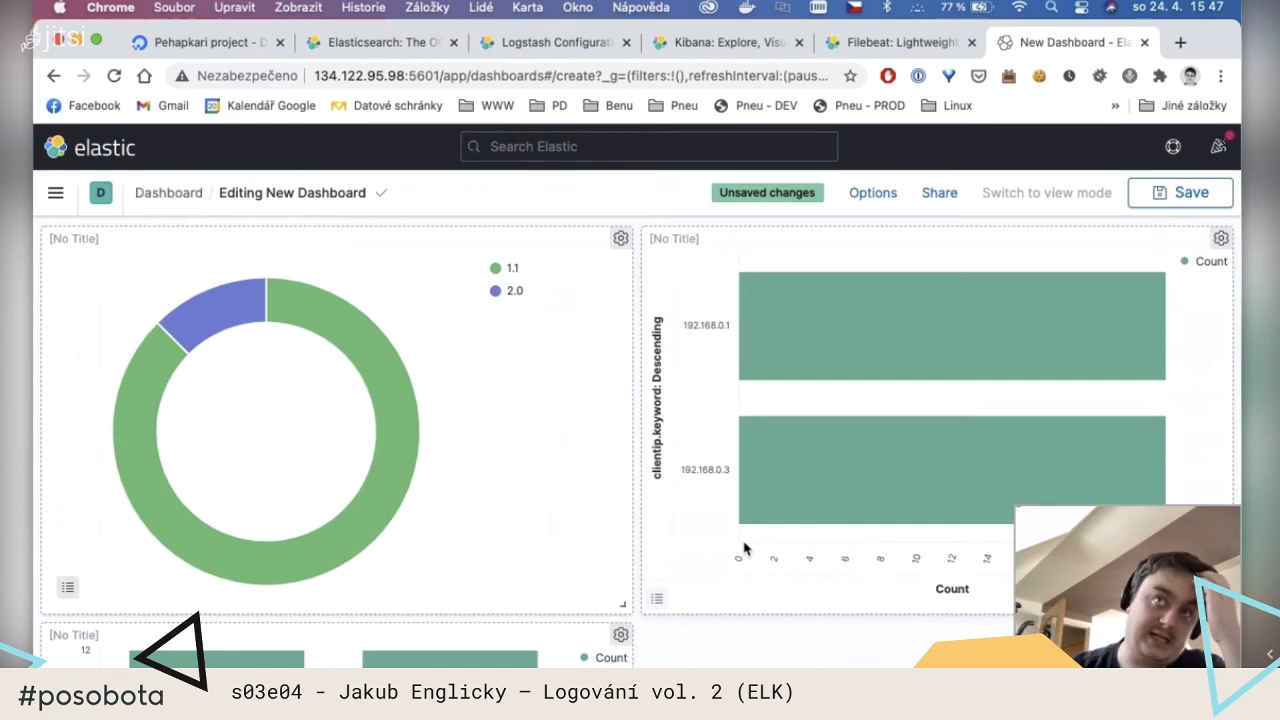 Chrome Soubor Upravit Zobrazit Historie Záložky Lidé Karta Okno Nápověda 77 % so 24. 4. 15 47
jitsi
Pehapkari project - D Elasticsearch: The Of Logstash Configurati Kibana: Explore, Visu Filebeat: Lightweight New Dashboard - Ela
Nezabezpečeno 134.122.95.98:5601/app/dashboards#/create?_g=(filters:!(),refreshInterval:(paus...
Facebook Gmail Kalendář Google Datové schránky WWW PD Benu Pneu Pneu - DEV Pneu - PROD Linux » Jiné záložky
elastic Search Elastic
D Dashboard / Editing New Dashboard Unsaved changes Options Share Switch to view mode Save
[No Title]
1.1
2.0
[No Title]
Count
clientip.keyword: Descending
192.168.0.1
192.168.0.3
0 2 4 6 8 10 12 14
Count
[No Title]
12
Count
#posobota s03e04 - Jakub Englicky – Logování vol. 2 (ELK)